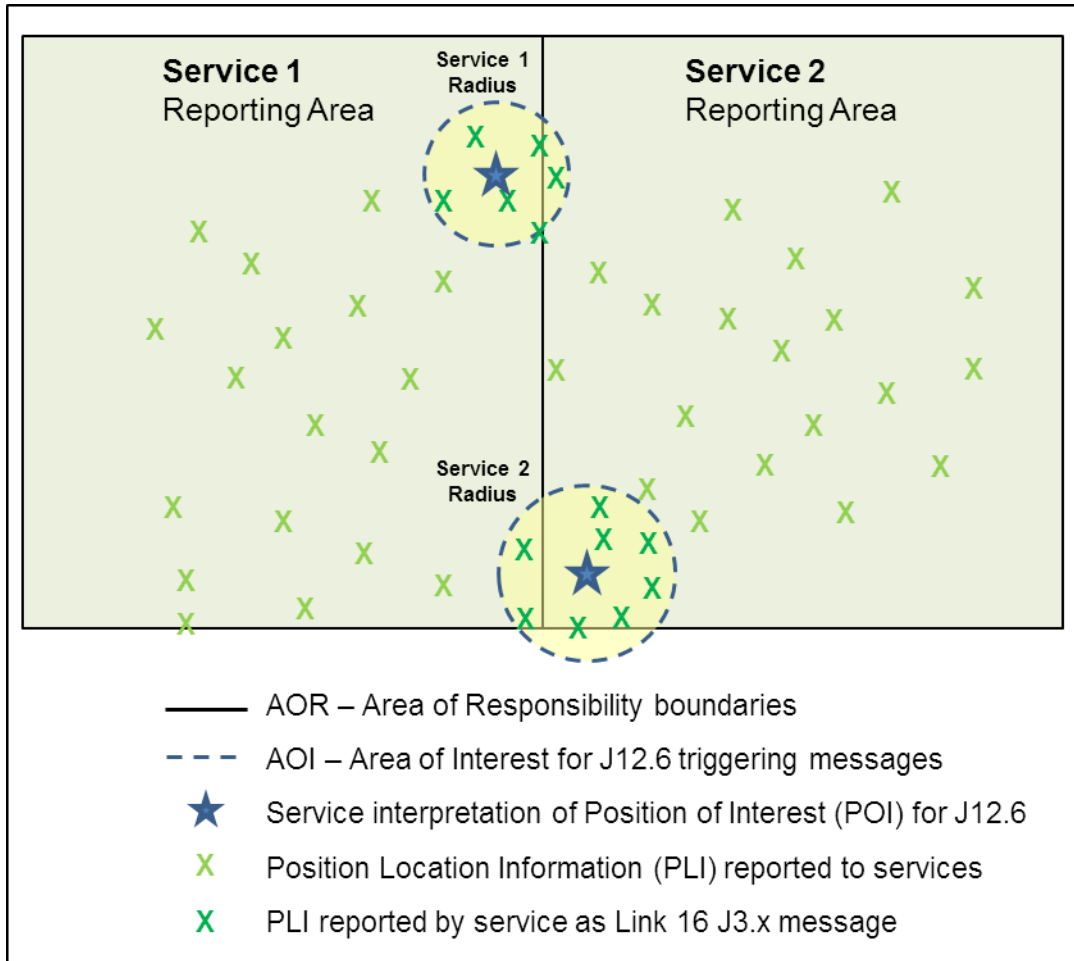 Service 1
Reporting Area
Service 1
Radius
Service 2
Reporting Area
X X X X X X
X X X X X X X X X X X X X X X X X X X
X X X X X X X X X X X X X X X X X X X
Service 2
Radius
X X X X X X X X
AOR – Area of Responsibility boundaries
AOI – Area of Interest for J12.6 triggering messages
Service interpretation of Position of Interest (POI) for J12.6
X Position Location Information (PLI) reported to services
X PLI reported by service as Link 16 J3.x message